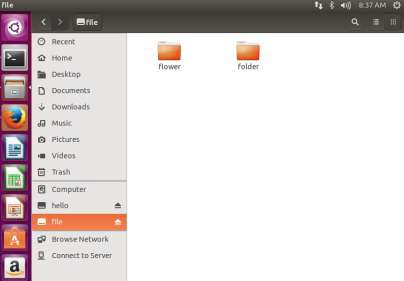 file
8:37 AM
file
Recent
Home
Desktop
Documents
Downloads
Music
Pictures
Videos
Trash
Computer
hello
file
Browse Network
Connect to Server
flower
folder